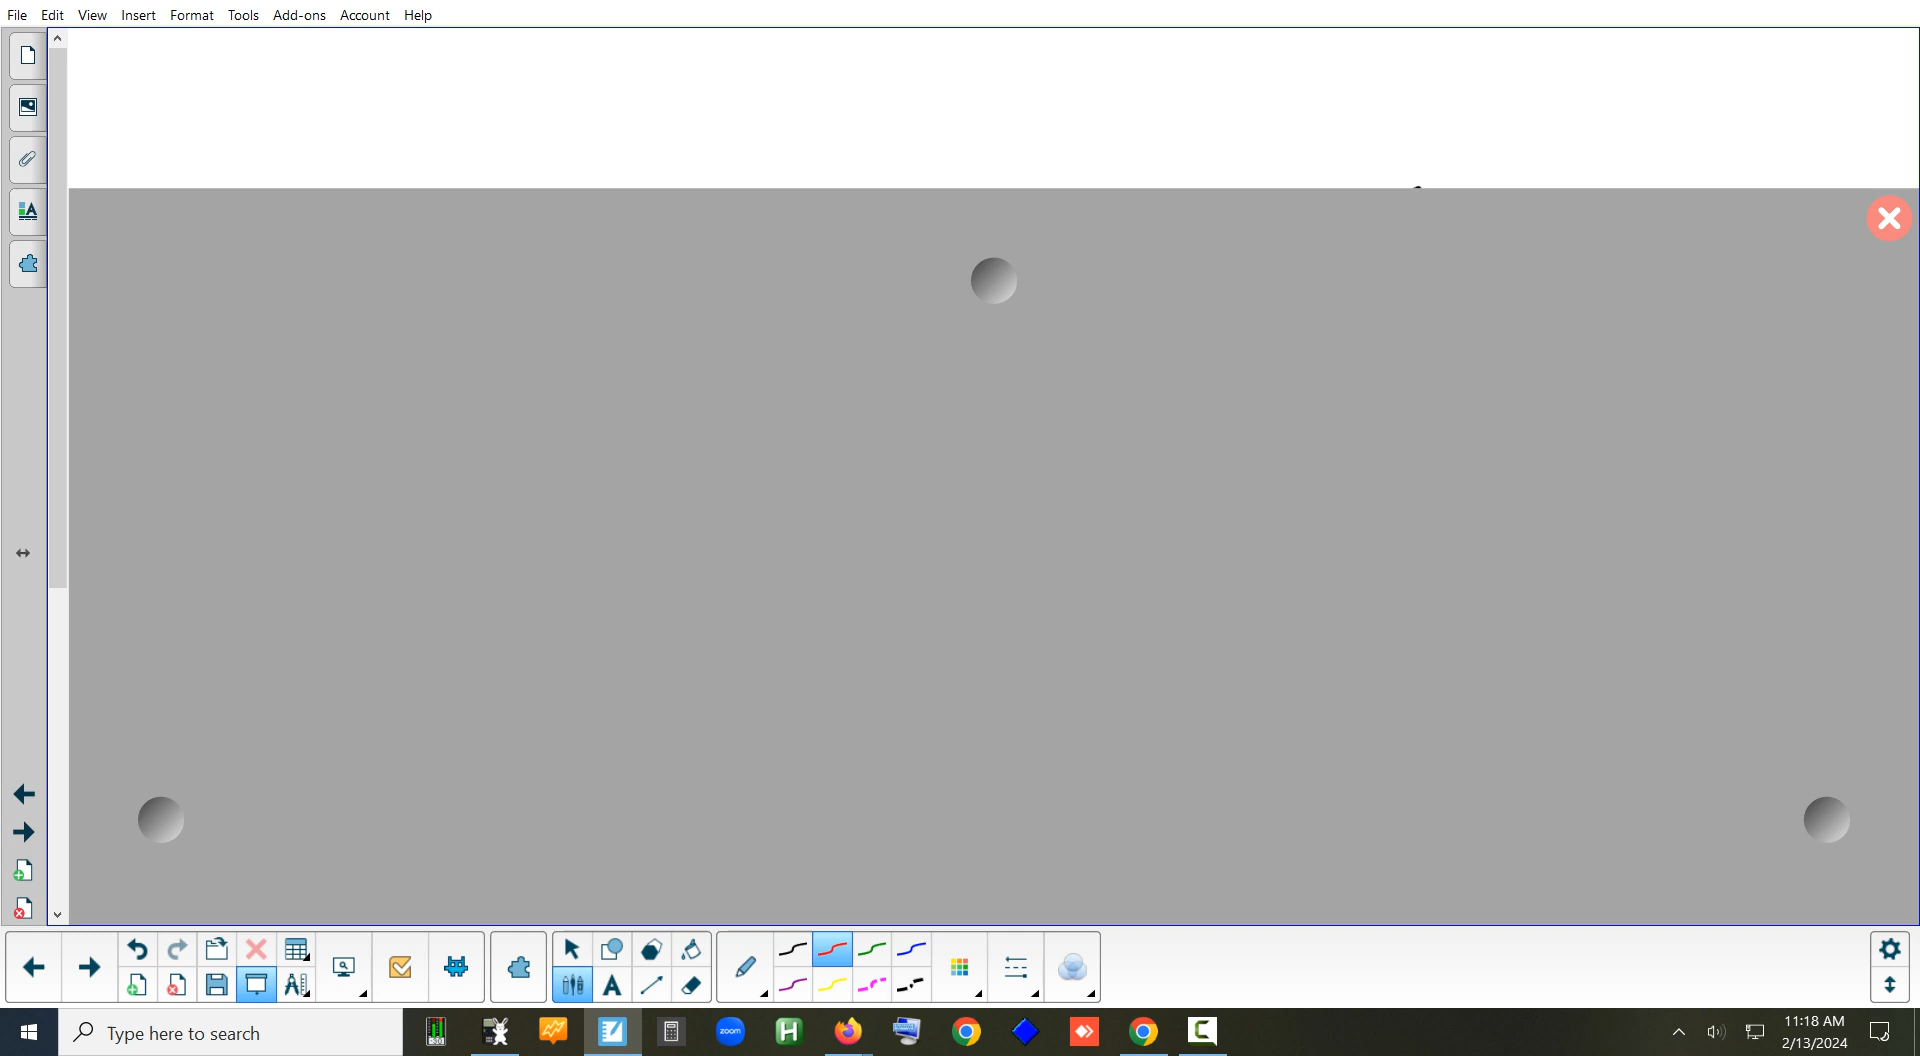 File Edit View Insert Format Tools Add-ons Account Help
Type here to search
zoom
11:18 AM
2/13/2024